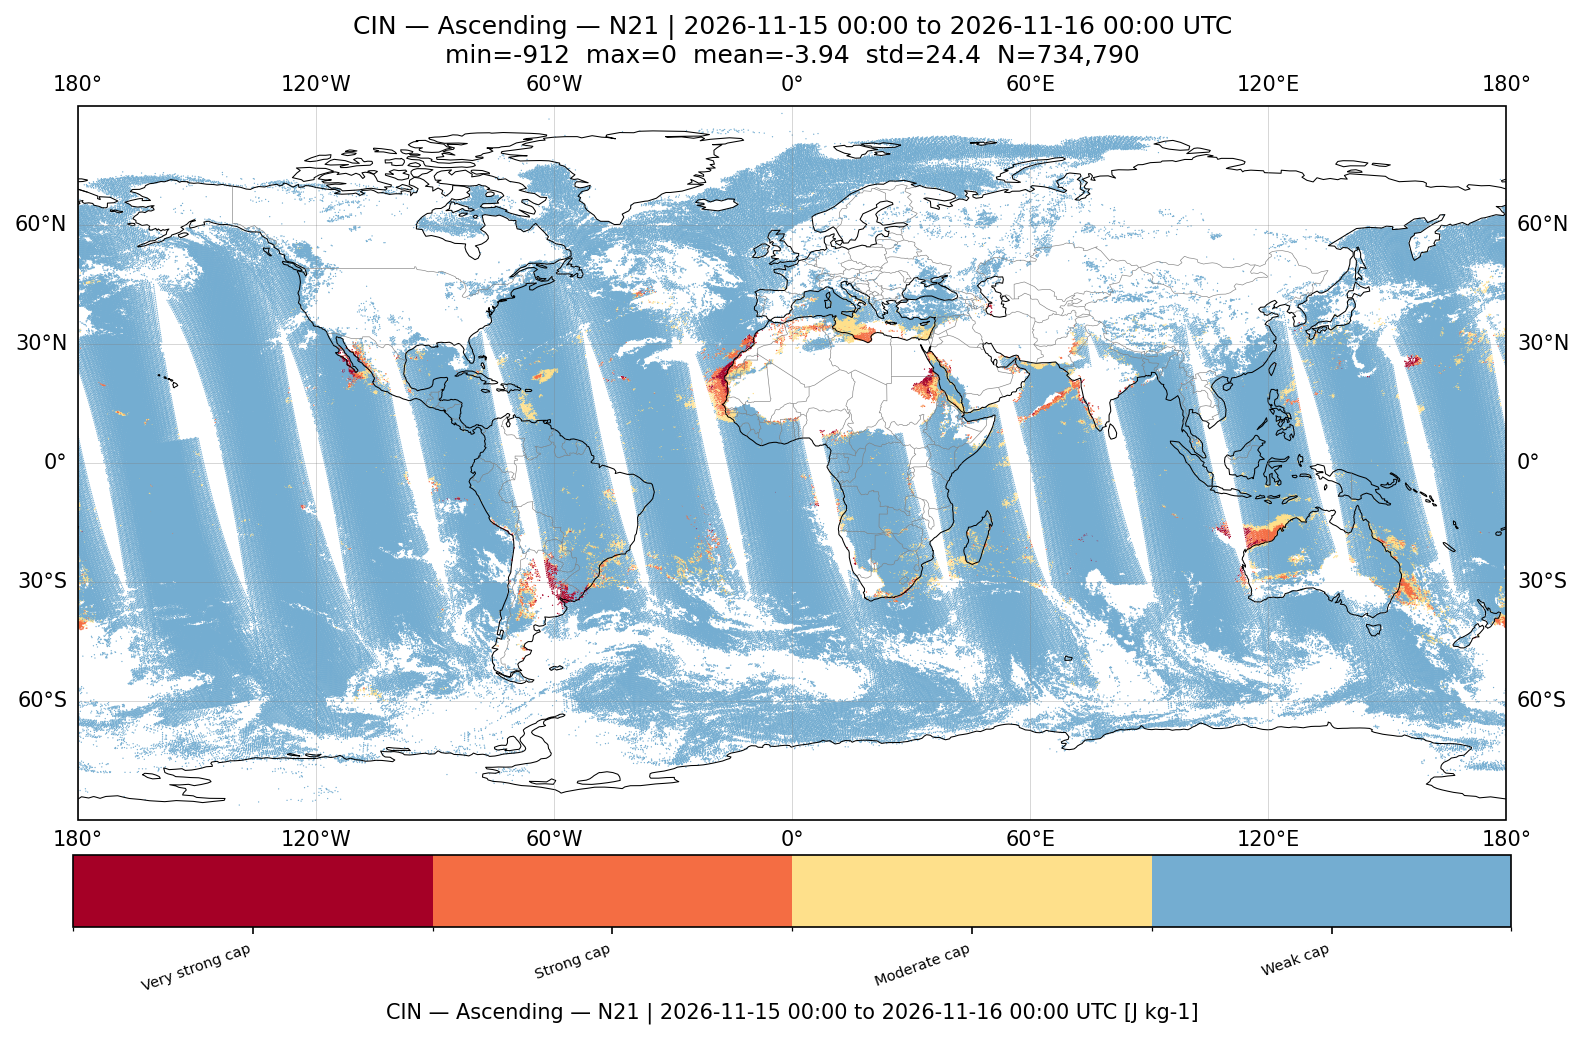 CIN — Ascending — N21 | 2026-11-15 00:00 to 2026-11-16 00:00 UTC
min=-912 max=0 mean=-3.94 std=24.4 N=734,790
180° 120°W 60°W 0° 60°E 120°E 180°
60°N 60°N
30°N 30°N
0° 0°
30°S 30°S
60°S 60°S
180° 120°W 60°W 0° 60°E 120°E 180°
Very strong cap Strong cap Moderate cap Weak cap
CIN — Ascending — N21 | 2026-11-15 00:00 to 2026-11-16 00:00 UTC [J kg-1]